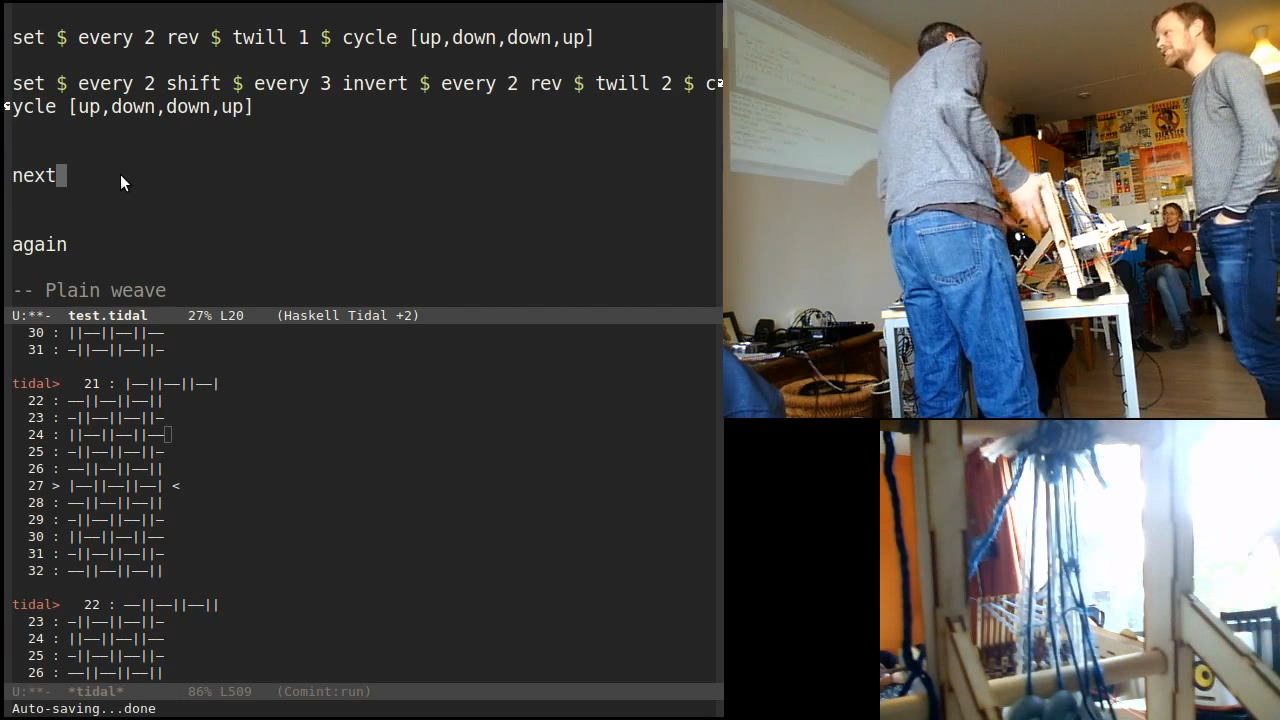 set $ every 2 rev $ twill 1 $ cycle [up,down,down,up]
set $ every 2 shift $ every 3 invert $ every 2 rev $ twill 2 $ c
ycle [up,down,down,up]
next
again
-- Plain weave
U:**-  test.tidal     27% L20    (Haskell Tidal +2)
30 : ||——||——||——
31 : —||——||——||—
tidal>   21 : |——||——||——|
22 : ——||——||——||
23 : —||——||——||—
24 : ||——||——||——
25 : —||——||——||—
26 : ——||——||——||
27 > |——||——||——| <
28 : ——||——||——||
29 : —||——||——||—
30 : ||——||——||——
31 : —||——||——||—
32 : ——||——||——||
tidal>   22 : ——||——||——||
23 : —||——||——||—
24 : ||——||——||——
25 : —||——||——||—
26 : ——||——||——||
U:**-  *tidal*        86% L509   (Comint:run)
Auto-saving...done